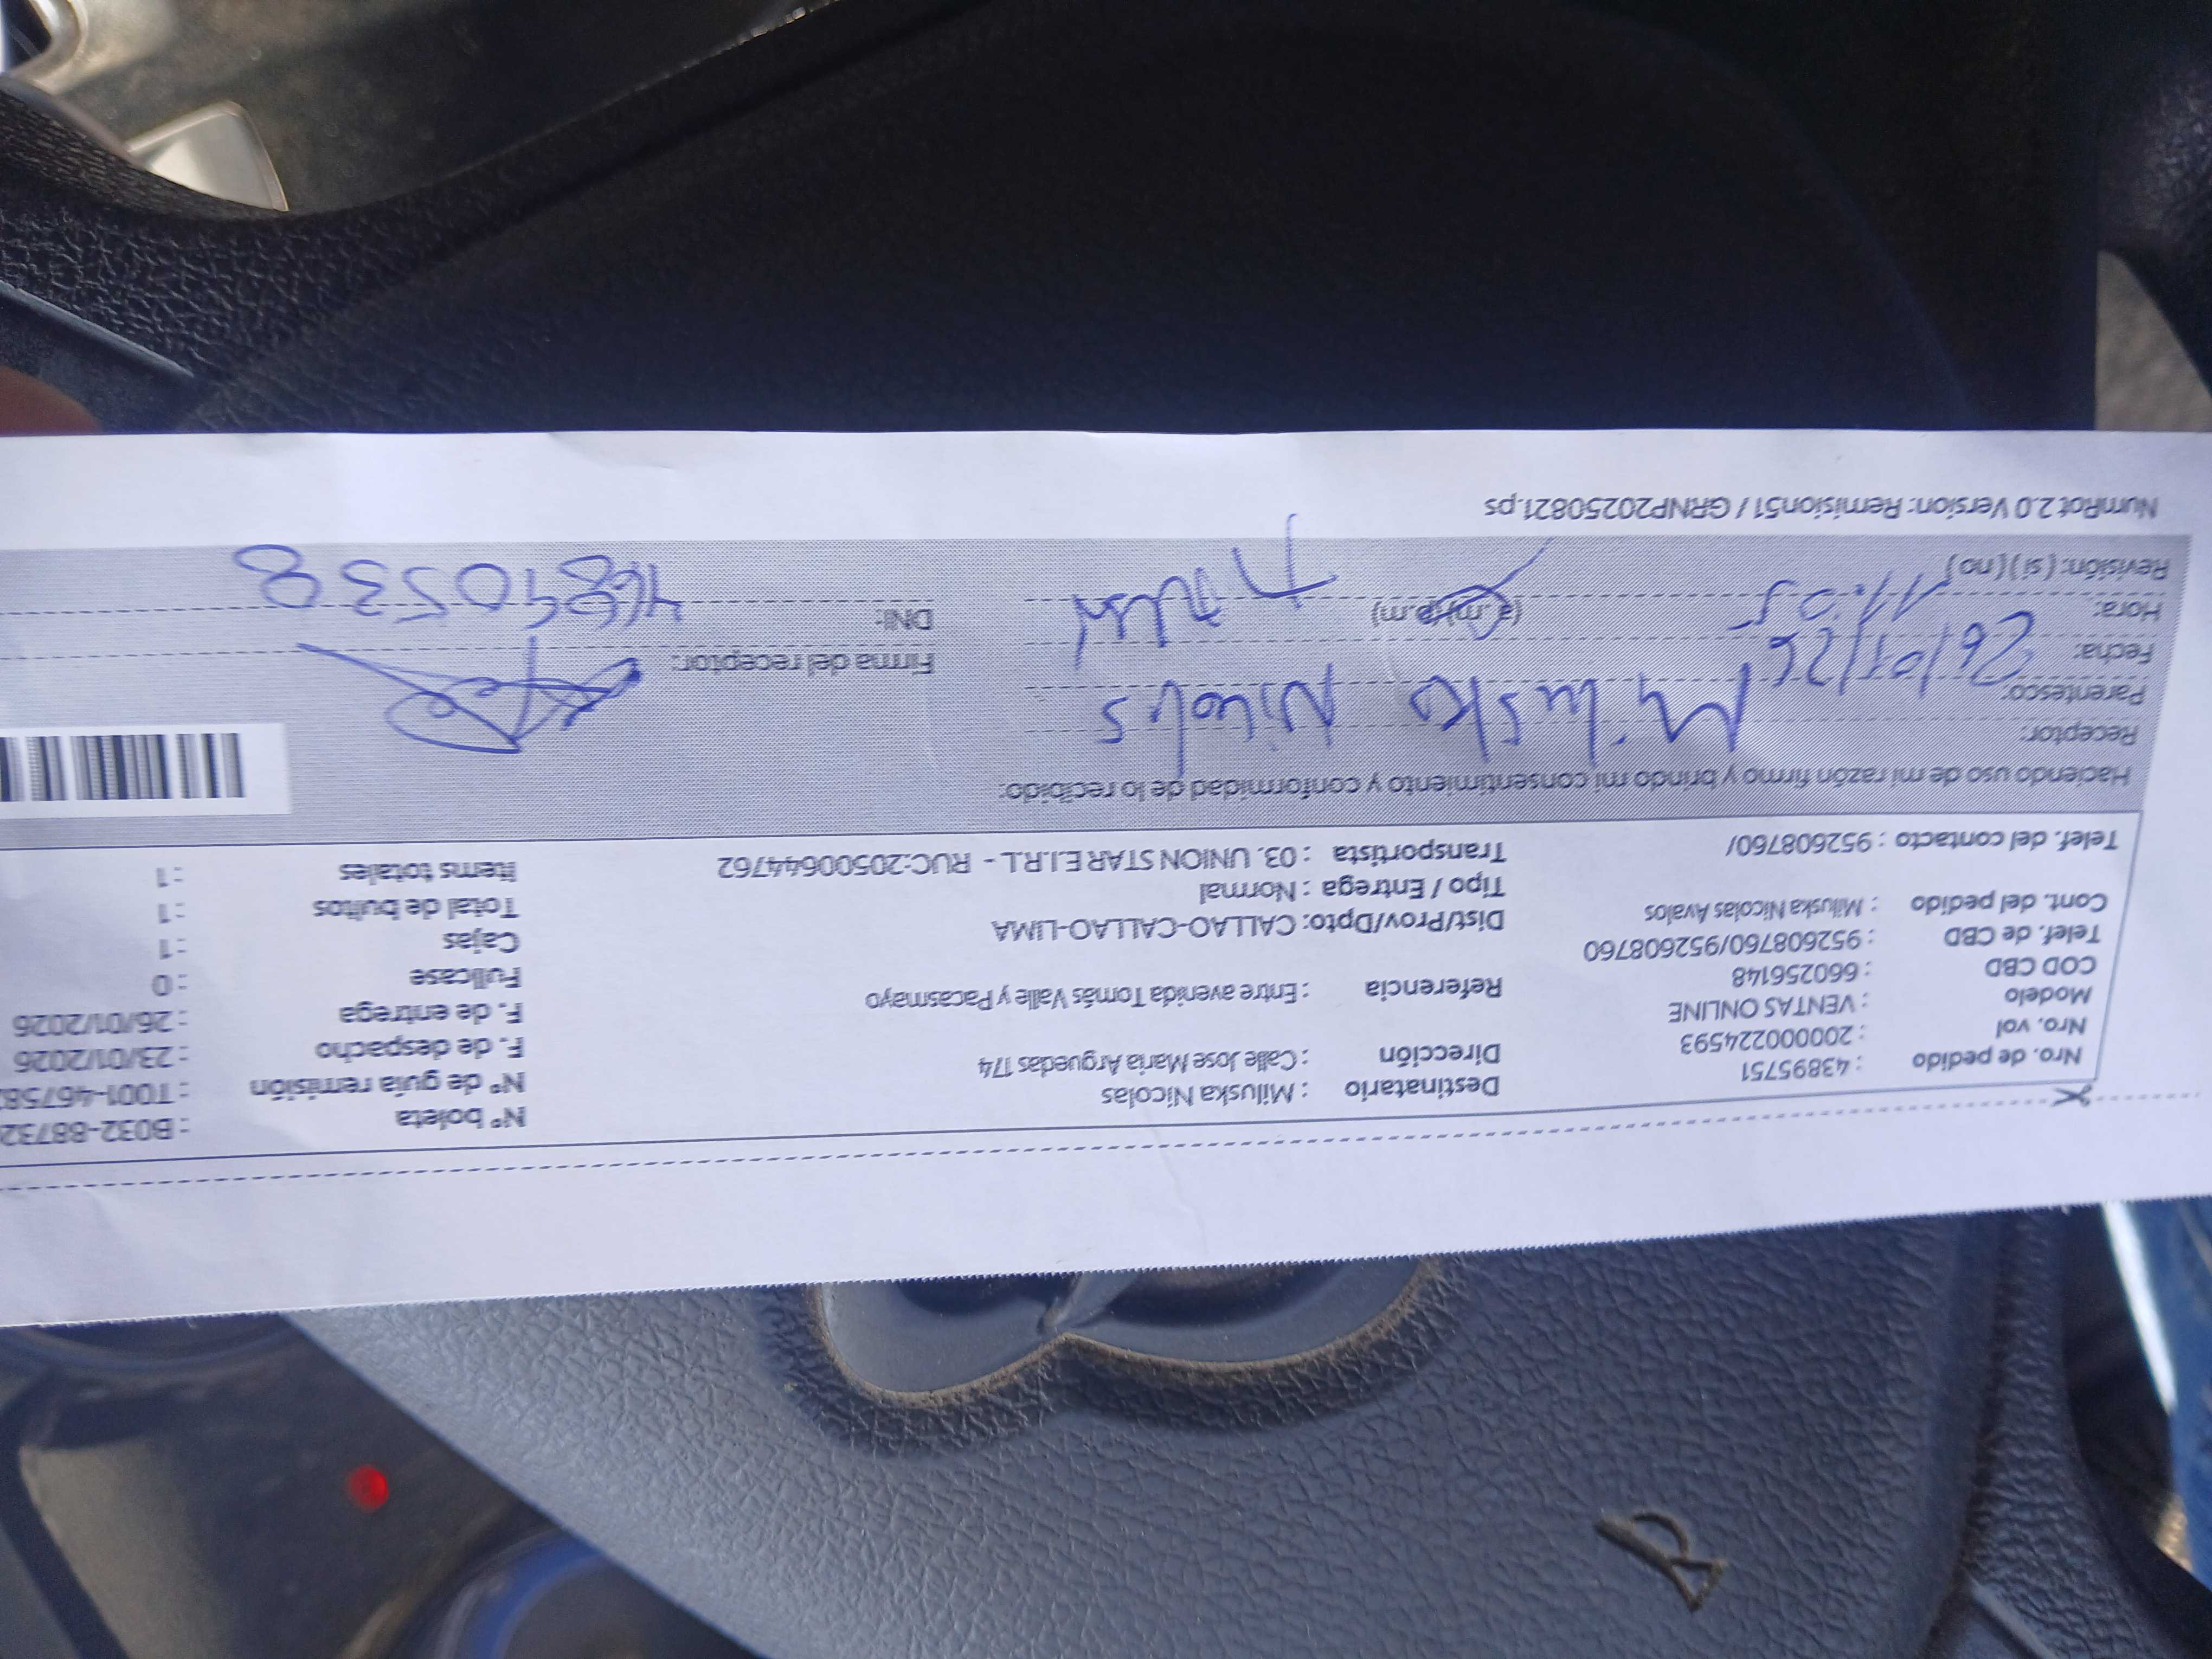 Nº boleta : B032-88732
Nro. de pedido : 43895751 Destinatario : Miluska Nicolas Nº de guía remisión : T001-46758
Nro. vol : 200000224593 Dirección : Calle Jose Maria Arguedas 174 F. de despacho : 23/01/2026
Modelo : VENTAS ONLINE F. de entrega : 26/01/2026
COD CBD : 660256148 Referencia : Entre avenida Tomás Valle y Pacasmayo Fullcase : 0
Telef. de CBD : 952608760/952608760 Cajas : 1
Cont. del pedido : Miluska Nicolas Avalos Dist/Prov/Dpto: CALLAO-CALLAO-LIMA Total de bultos : 1
Tipo / Entrega : Normal Items totales : 1
Telef. del contacto : 952608760/ Transportista : 03. UNION STAR E.I.R.L - RUC:20500644762
Haciendo uso de mi razón firmo y brindo mi consentimiento y conformidad de lo recibido:
Receptor: Miluska Nicolas
Parentesco: Firma del receptor:
Fecha: 26/01/26
Hora: 11:05 (a.m)(p.m) DNI: 46890538
Revisión: (si) (no)
NumRot 2.0 Version: Remision51 / GRNP20250821.ps